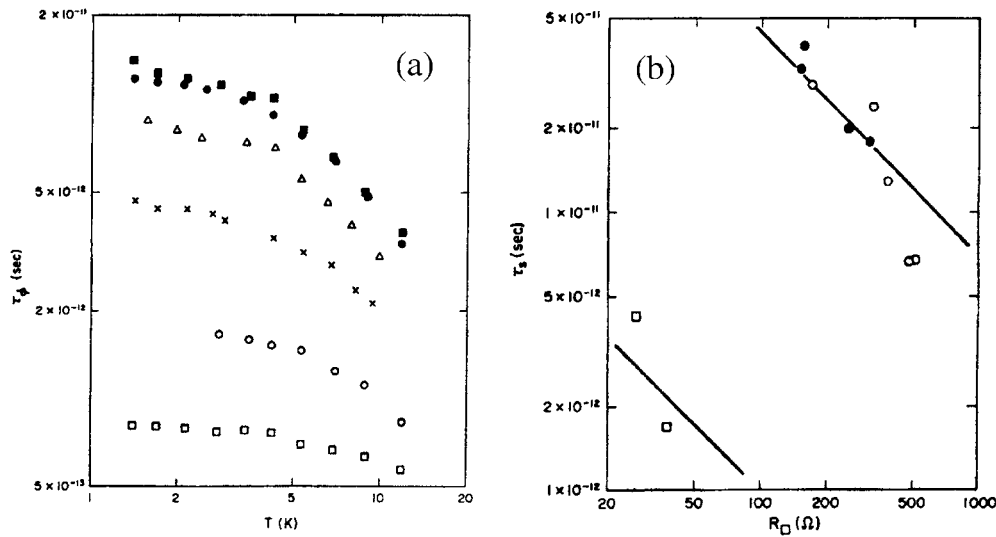 (a)
2×10⁻¹¹
5×10⁻¹²
2×10⁻¹²
5×10⁻¹³
τϕ (sec)
1 2 5 10 20
T (K)
(b)
5×10⁻¹¹
2×10⁻¹¹
1×10⁻¹¹
5×10⁻¹²
2×10⁻¹²
1×10⁻¹²
τs (sec)
20 50 100 200 500 1000
R□ (Ω)